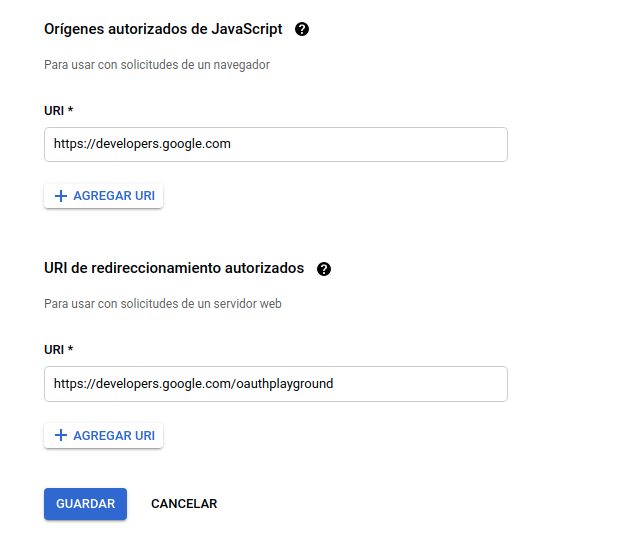 Orígenes autorizados de JavaScript
Para usar con solicitudes de un navegador
URI *
https://developers.google.com
AGREGAR URI
URI de redireccionamiento autorizados
Para usar con solicitudes de un servidor web
URI *
https://developers.google.com/oauthplayground
AGREGAR URI
GUARDAR CANCELAR